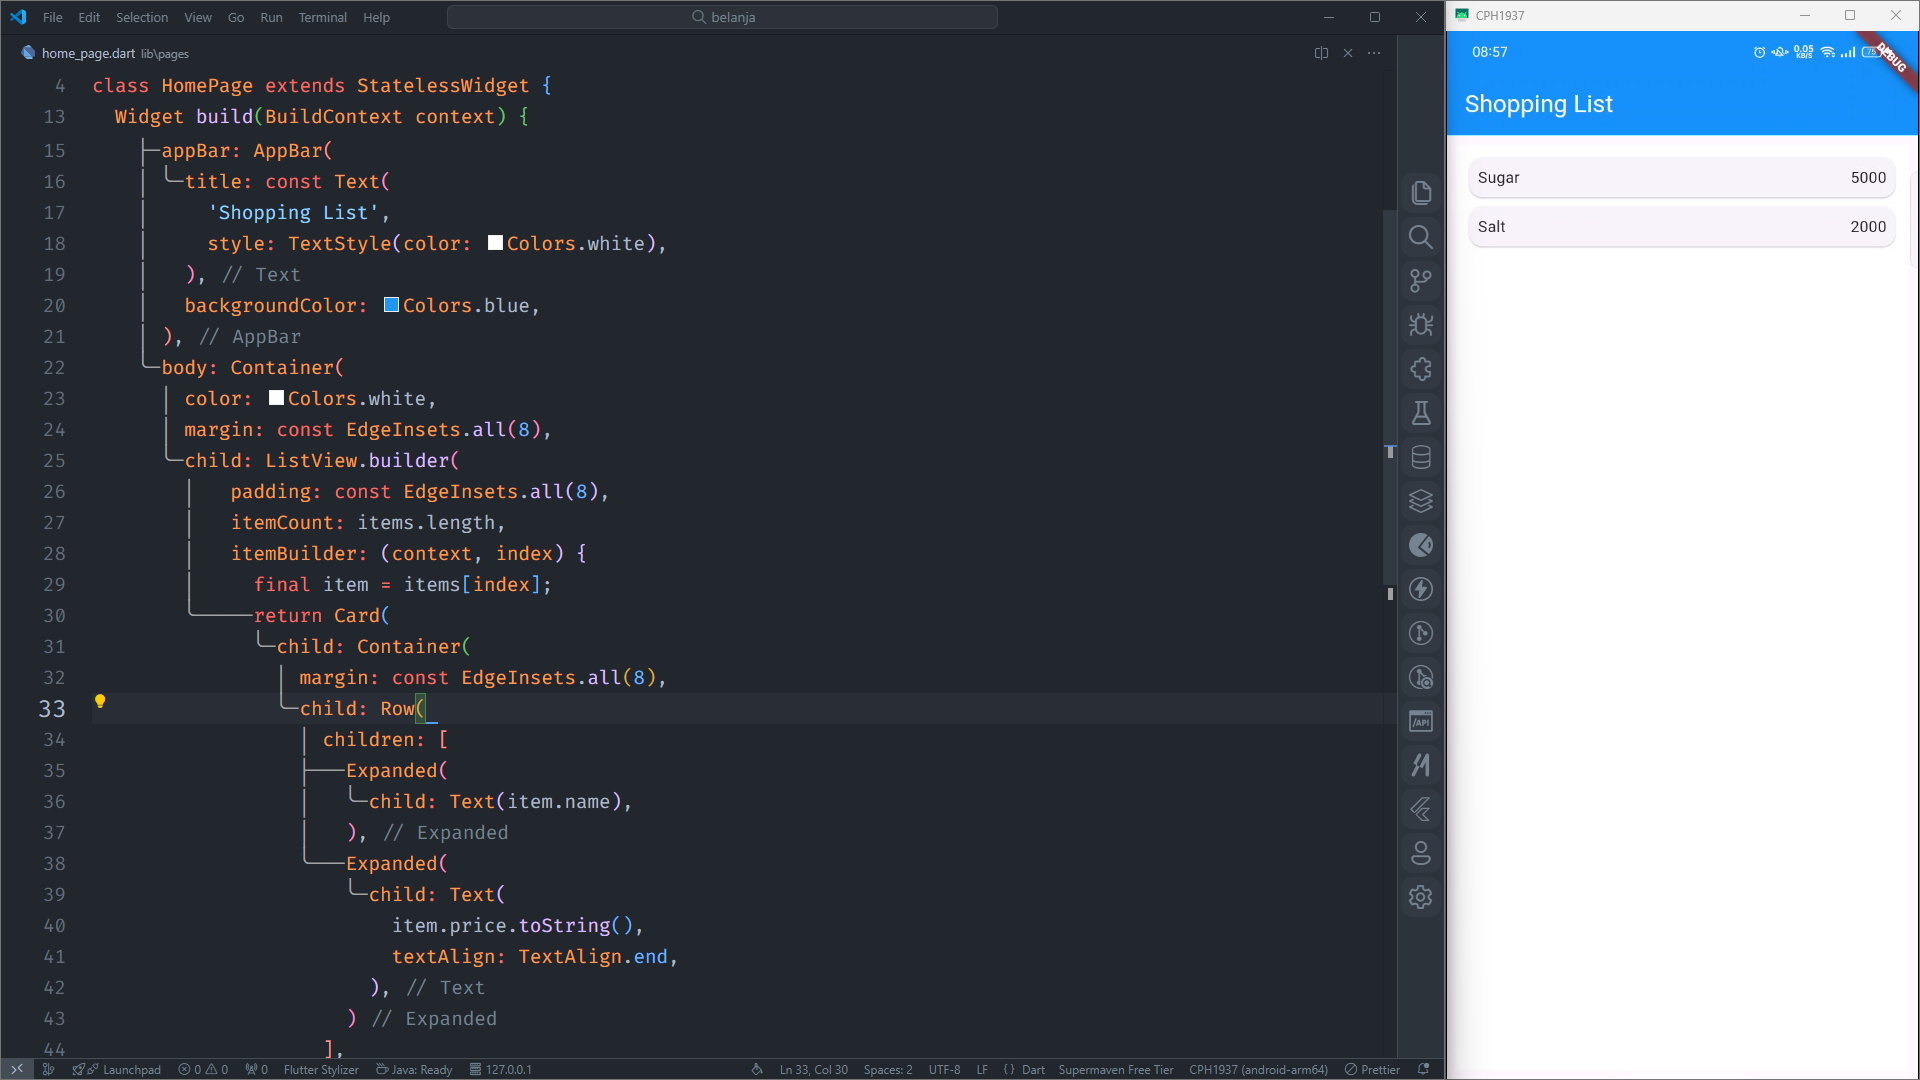 File Edit Selection View Go Run Terminal Help
belanja
home_page.dart lib\pages
4 class HomePage extends StatelessWidget {
13 Widget build(BuildContext context) {
15 appBar: AppBar(
16 title: const Text(
17 'Shopping List',
18 style: TextStyle(color: Colors.white),
19 ), // Text
20 backgroundColor: Colors.blue,
21 ), // AppBar
22 body: Container(
23 color: Colors.white,
24 margin: const EdgeInsets.all(8),
25 child: ListView.builder(
26 padding: const EdgeInsets.all(8),
27 itemCount: items.length,
28 itemBuilder: (context, index) {
29 final item = items[index];
30 return Card(
31 child: Container(
32 margin: const EdgeInsets.all(8),
33 child: Row(
34 children: [
35 Expanded(
36 child: Text(item.name),
37 ), // Expanded
38 Expanded(
39 child: Text(
40 item.price.toString(),
41 textAlign: TextAlign.end,
42 ), // Text
43 ) // Expanded
44 ],
/API
Launchpad 0 0 0 Flutter Stylizer Java: Ready 127.0.0.1
Ln 33, Col 30 Spaces: 2 UTF-8 LF { } Dart Supermaven Free Tier CPH1937 (android-arm64) Prettier
CPH1937
08:57
0.05 KB/S
75
DEBUG
Shopping List
Sugar 5000
Salt 2000